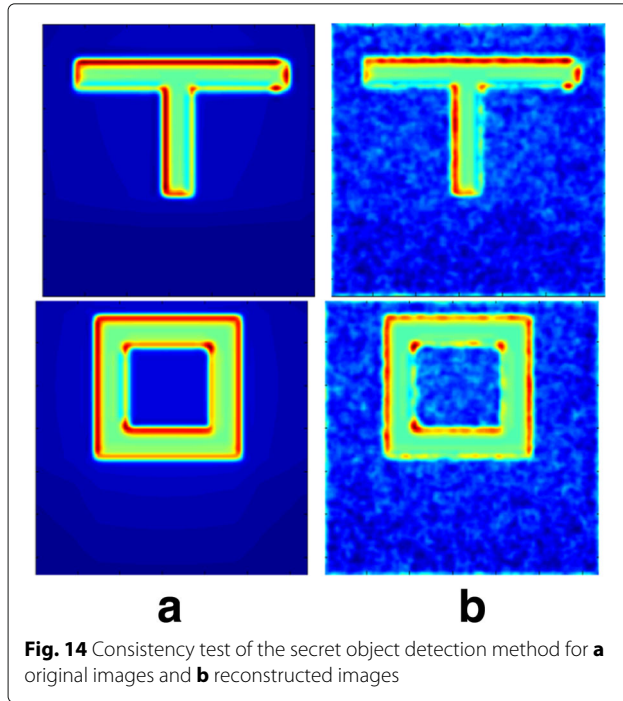 a b
Fig. 14 Consistency test of the secret object detection method for a
original images and b reconstructed images